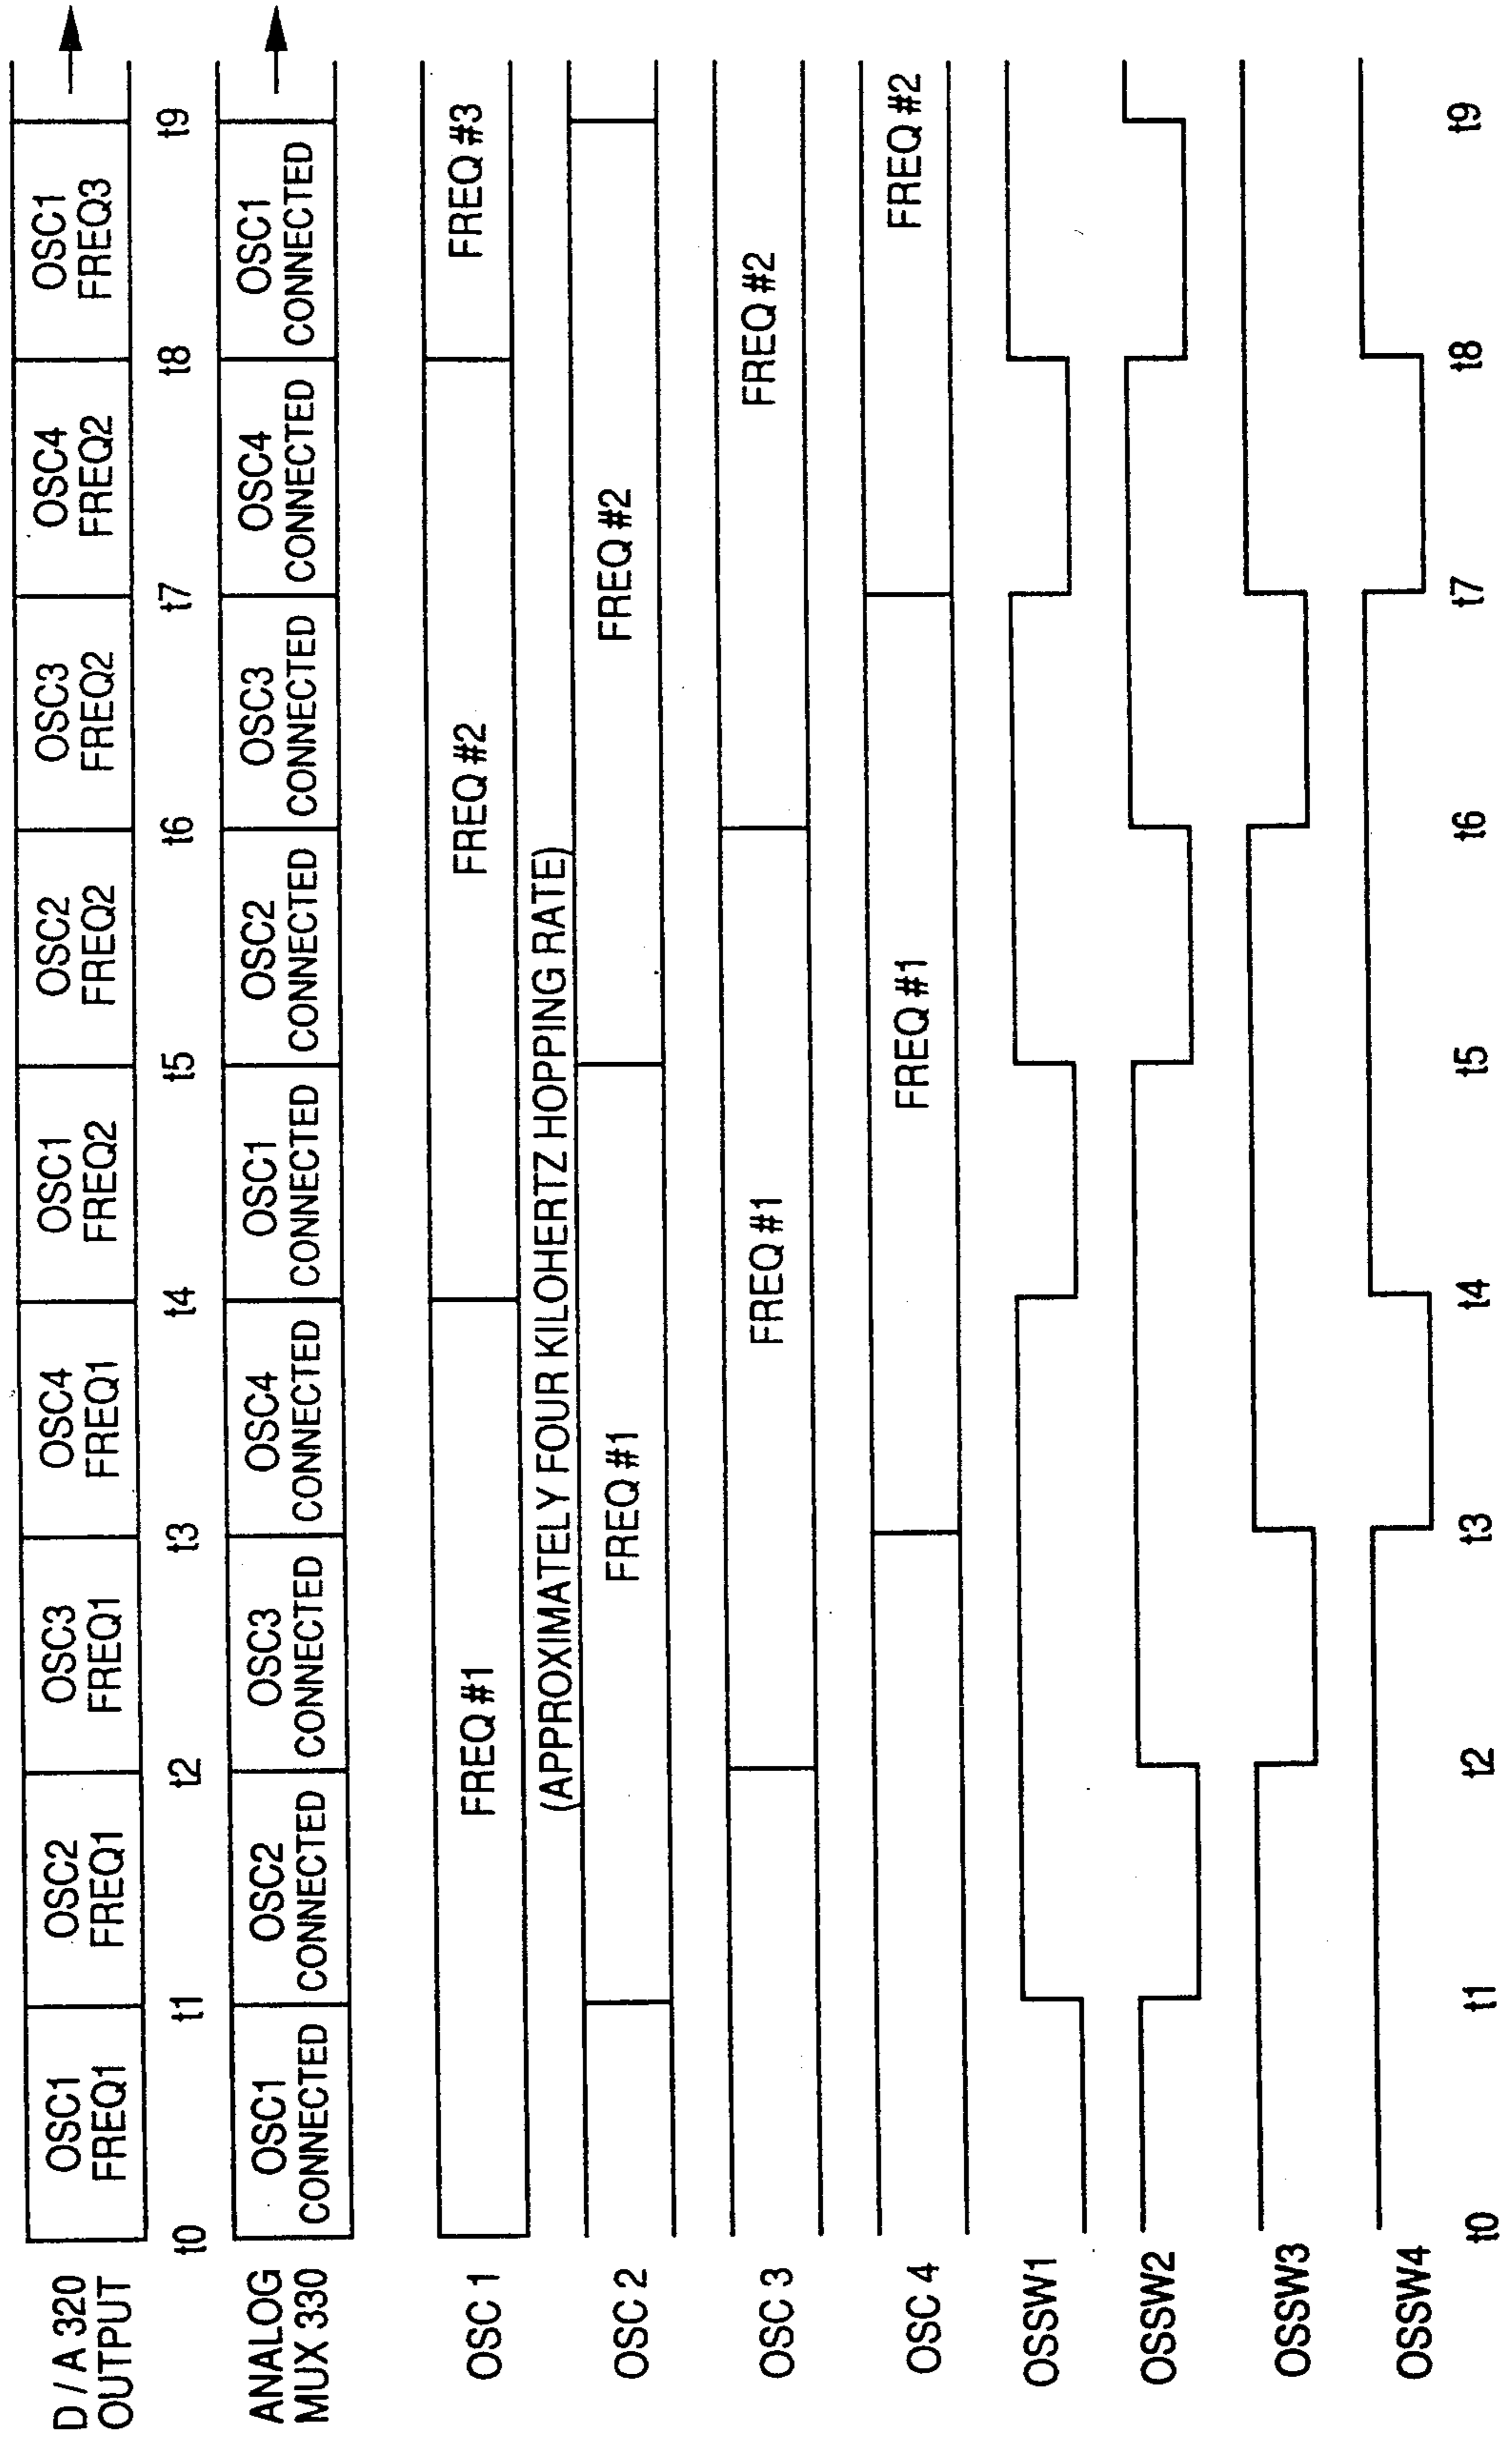 D / A 320
OUTPUT
OSC1
FREQ1
OSC2
FREQ1
OSC3
FREQ1
OSC4
FREQ1
OSC1
FREQ2
OSC2
FREQ2
OSC3
FREQ2
OSC4
FREQ2
OSC1
FREQ3
t0 t1 t2 t3 t4 t5 t6 t7 t8 t9
ANALOG
MUX 330
OSC1
CONNECTED
OSC2
CONNECTED
OSC3
CONNECTED
OSC4
CONNECTED
OSC1
CONNECTED
OSC2
CONNECTED
OSC3
CONNECTED
OSC4
CONNECTED
OSC1
CONNECTED
OSC 1 FREQ #1 FREQ #2 FREQ #3
(APPROXIMATELY FOUR KILOHERTZ HOPPING RATE)
OSC 2 FREQ #1 FREQ #2
OSC 3 FREQ #1 FREQ #2
OSC 4 FREQ #1 FREQ #2
OSSW1
OSSW2
OSSW3
OSSW4
t0 t1 t2 t3 t4 t5 t6 t7 t8 t9